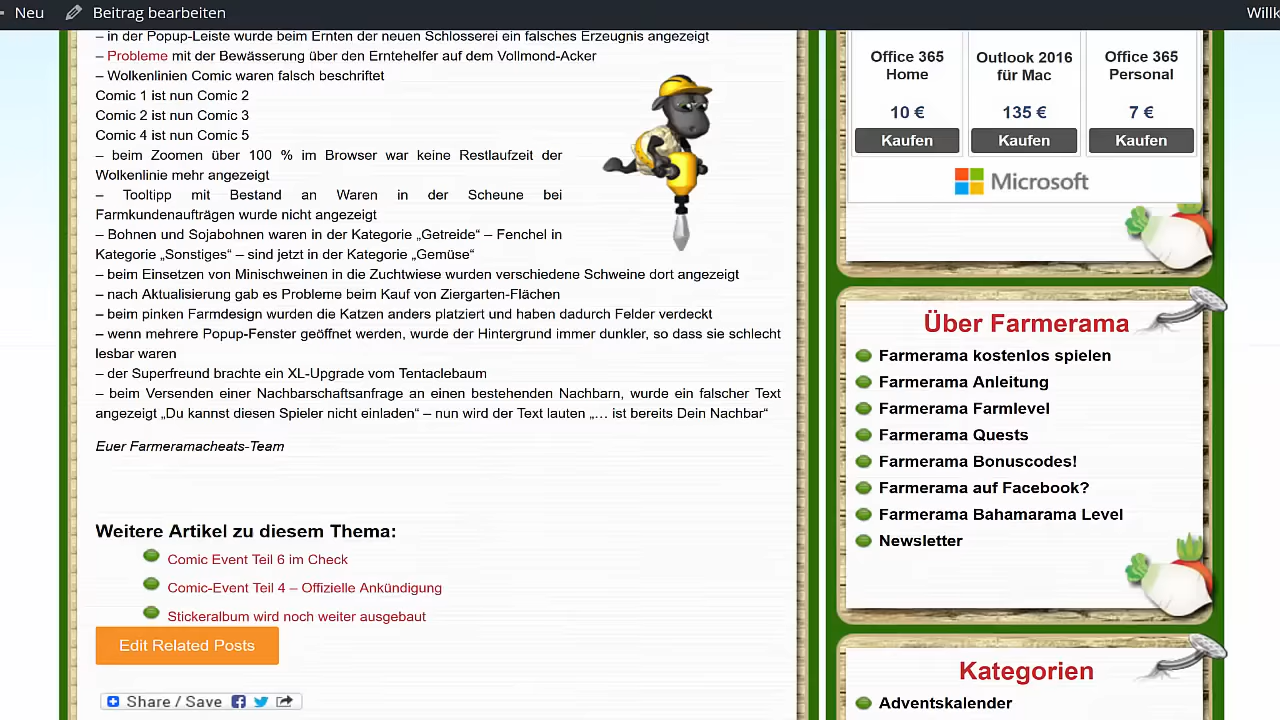 Neu Beitrag bearbeiten Willk
– in der Popup-Leiste wurde beim Ernten der neuen Schlosserei ein falsches Erzeugnis angezeigt
– Probleme mit der Bewässerung über den Erntehelfer auf dem Vollmond-Acker
– Wolkenlinien Comic waren falsch beschriftet
Comic 1 ist nun Comic 2
Comic 2 ist nun Comic 3
Comic 4 ist nun Comic 5
– beim Zoomen über 100 % im Browser war keine Restlaufzeit der
Wolkenlinie mehr angezeigt
– Tooltipp mit Bestand an Waren in der Scheune bei
Farmkundenaufträgen wurde nicht angezeigt
– Bohnen und Sojabohnen waren in der Kategorie „Getreide“ – Fenchel in
Kategorie „Sonstiges“ – sind jetzt in der Kategorie „Gemüse“
– beim Einsetzen von Minischweinen in die Zuchtwiese wurden verschiedene Schweine dort angezeigt
– nach Aktualisierung gab es Probleme beim Kauf von Ziergarten-Flächen
– beim pinken Farmdesign wurden die Katzen anders platziert und haben dadurch Felder verdeckt
– wenn mehrere Popup-Fenster geöffnet werden, wurde der Hintergrund immer dunkler, so dass sie schlecht
lesbar waren
– der Superfreund brachte ein XL-Upgrade vom Tentaclebaum
– beim Versenden einer Nachbarschaftsanfrage an einen bestehenden Nachbarn, wurde ein falscher Text
angezeigt „Du kannst diesen Spieler nicht einladen“ – nun wird der Text lauten „… ist bereits Dein Nachbar“
Euer Farmeramacheats-Team
Weitere Artikel zu diesem Thema:
Comic Event Teil 6 im Check
Comic-Event Teil 4 – Offizielle Ankündigung
Stickeralbum wird noch weiter ausgebaut
Edit Related Posts
Share / Save
Office 365 Home
10 €
Kaufen
Outlook 2016 für Mac
135 €
Kaufen
Office 365 Personal
7 €
Kaufen
Microsoft
Über Farmerama
Farmerama kostenlos spielen
Farmerama Anleitung
Farmerama Farmlevel
Farmerama Quests
Farmerama Bonuscodes!
Farmerama auf Facebook?
Farmerama Bahamarama Level
Newsletter
Kategorien
Adventskalender